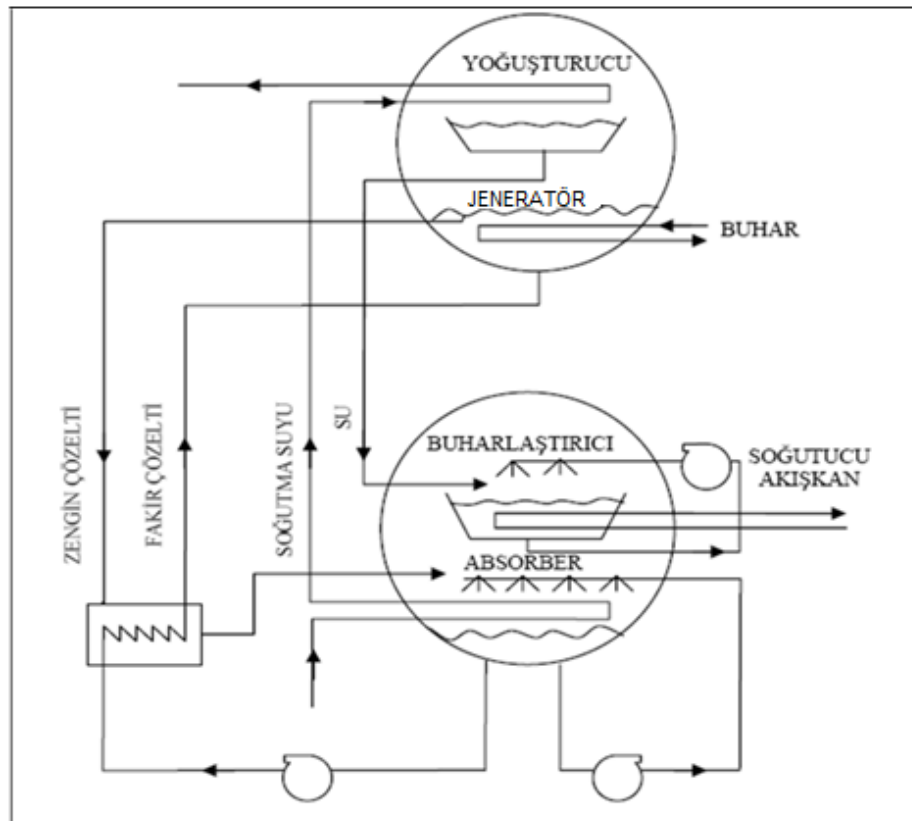 YOĞUŞTURUCU
JENERATÖR
BUHAR
ZENGİN ÇÖZELTİ
FAKİR ÇÖZELTİ
SOĞUTMA SUYU
SU
BUHARLAŞTIRICI
SOĞUTUCU
AKIŞKAN
ABSORBER